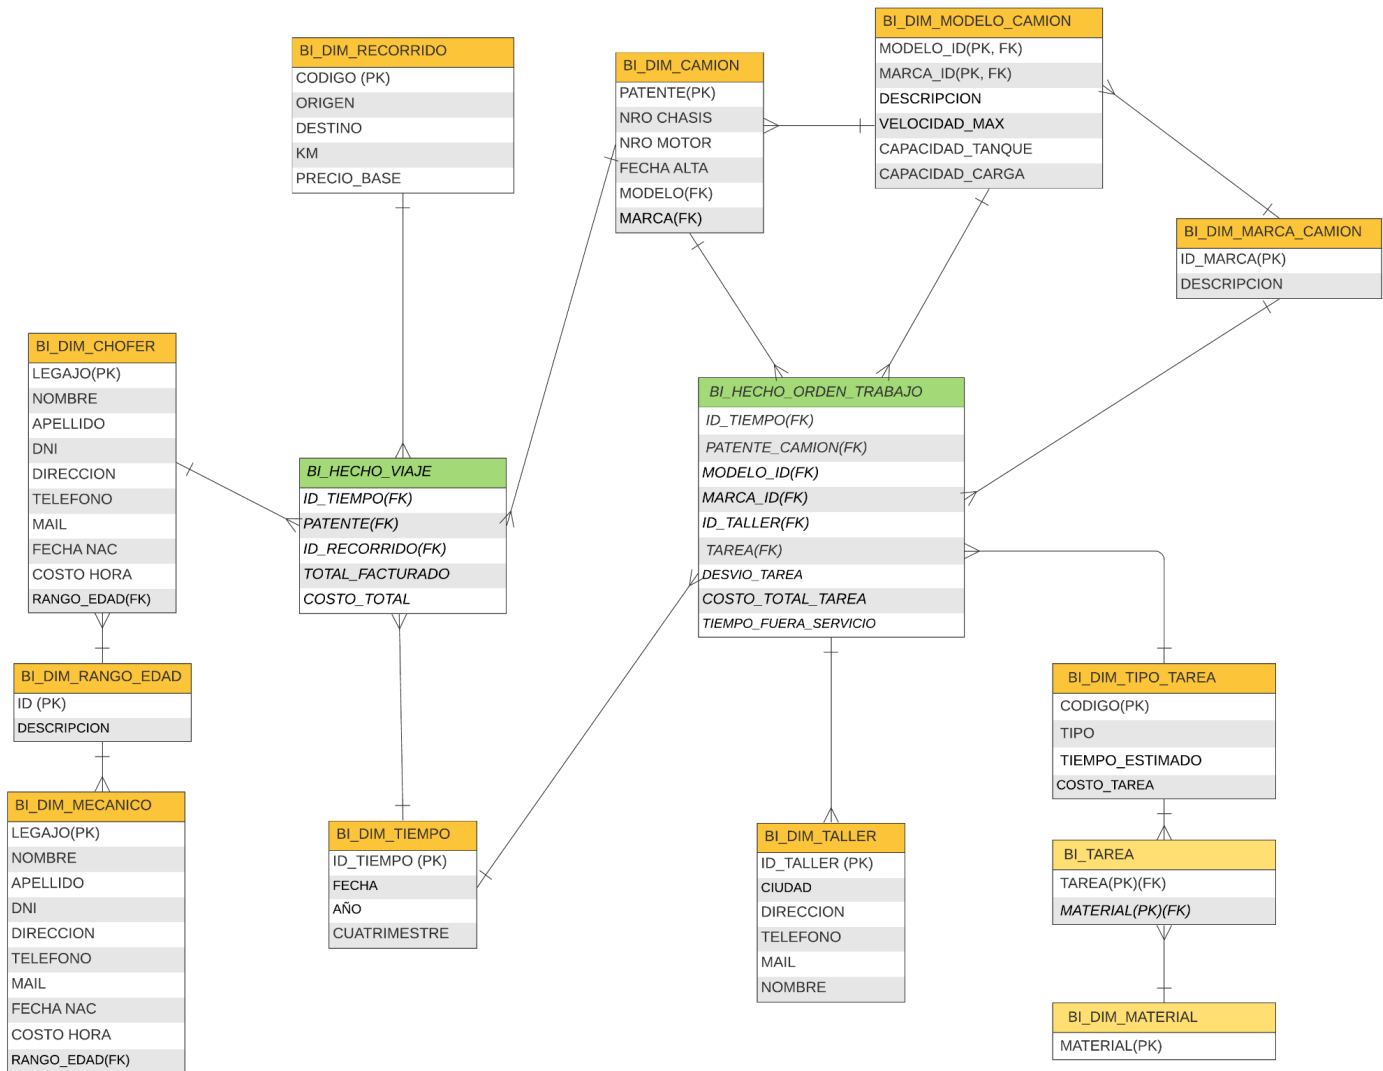 BI_DIM_RECORRIDO
CODIGO (PK)
ORIGEN
DESTINO
KM
PRECIO_BASE
BI_DIM_CAMION
PATENTE(PK)
NRO CHASIS
NRO MOTOR
FECHA ALTA
MODELO(FK)
MARCA(FK)
BI_DIM_MODELO_CAMION
MODELO_ID(PK, FK)
MARCA_ID(PK, FK)
DESCRIPCION
VELOCIDAD_MAX
CAPACIDAD_TANQUE
CAPACIDAD_CARGA
BI_DIM_MARCA_CAMION
ID_MARCA(PK)
DESCRIPCION
BI_DIM_CHOFER
LEGAJO(PK)
NOMBRE
APELLIDO
DNI
DIRECCION
TELEFONO
MAIL
FECHA NAC
COSTO HORA
RANGO_EDAD(FK)
BI_HECHO_VIAJE
ID_TIEMPO(FK)
PATENTE(FK)
ID_RECORRIDO(FK)
TOTAL_FACTURADO
COSTO_TOTAL
BI_HECHO_ORDEN_TRABAJO
ID_TIEMPO(FK)
PATENTE_CAMION(FK)
MODELO_ID(FK)
MARCA_ID(FK)
ID_TALLER(FK)
TAREA(FK)
DESVIO_TAREA
COSTO_TOTAL_TAREA
TIEMPO_FUERA_SERVICIO
BI_DIM_RANGO_EDAD
ID (PK)
DESCRIPCION
BI_DIM_TIPO_TAREA
CODIGO(PK)
TIPO
TIEMPO_ESTIMADO
COSTO_TAREA
BI_DIM_MECANICO
LEGAJO(PK)
NOMBRE
APELLIDO
DNI
DIRECCION
TELEFONO
MAIL
FECHA NAC
COSTO HORA
RANGO_EDAD(FK)
BI_DIM_TIEMPO
ID_TIEMPO (PK)
FECHA
AÑO
CUATRIMESTRE
BI_DIM_TALLER
ID_TALLER (PK)
CIUDAD
DIRECCION
TELEFONO
MAIL
NOMBRE
BI_TAREA
TAREA(PK)(FK)
MATERIAL(PK)(FK)
BI_DIM_MATERIAL
MATERIAL(PK)